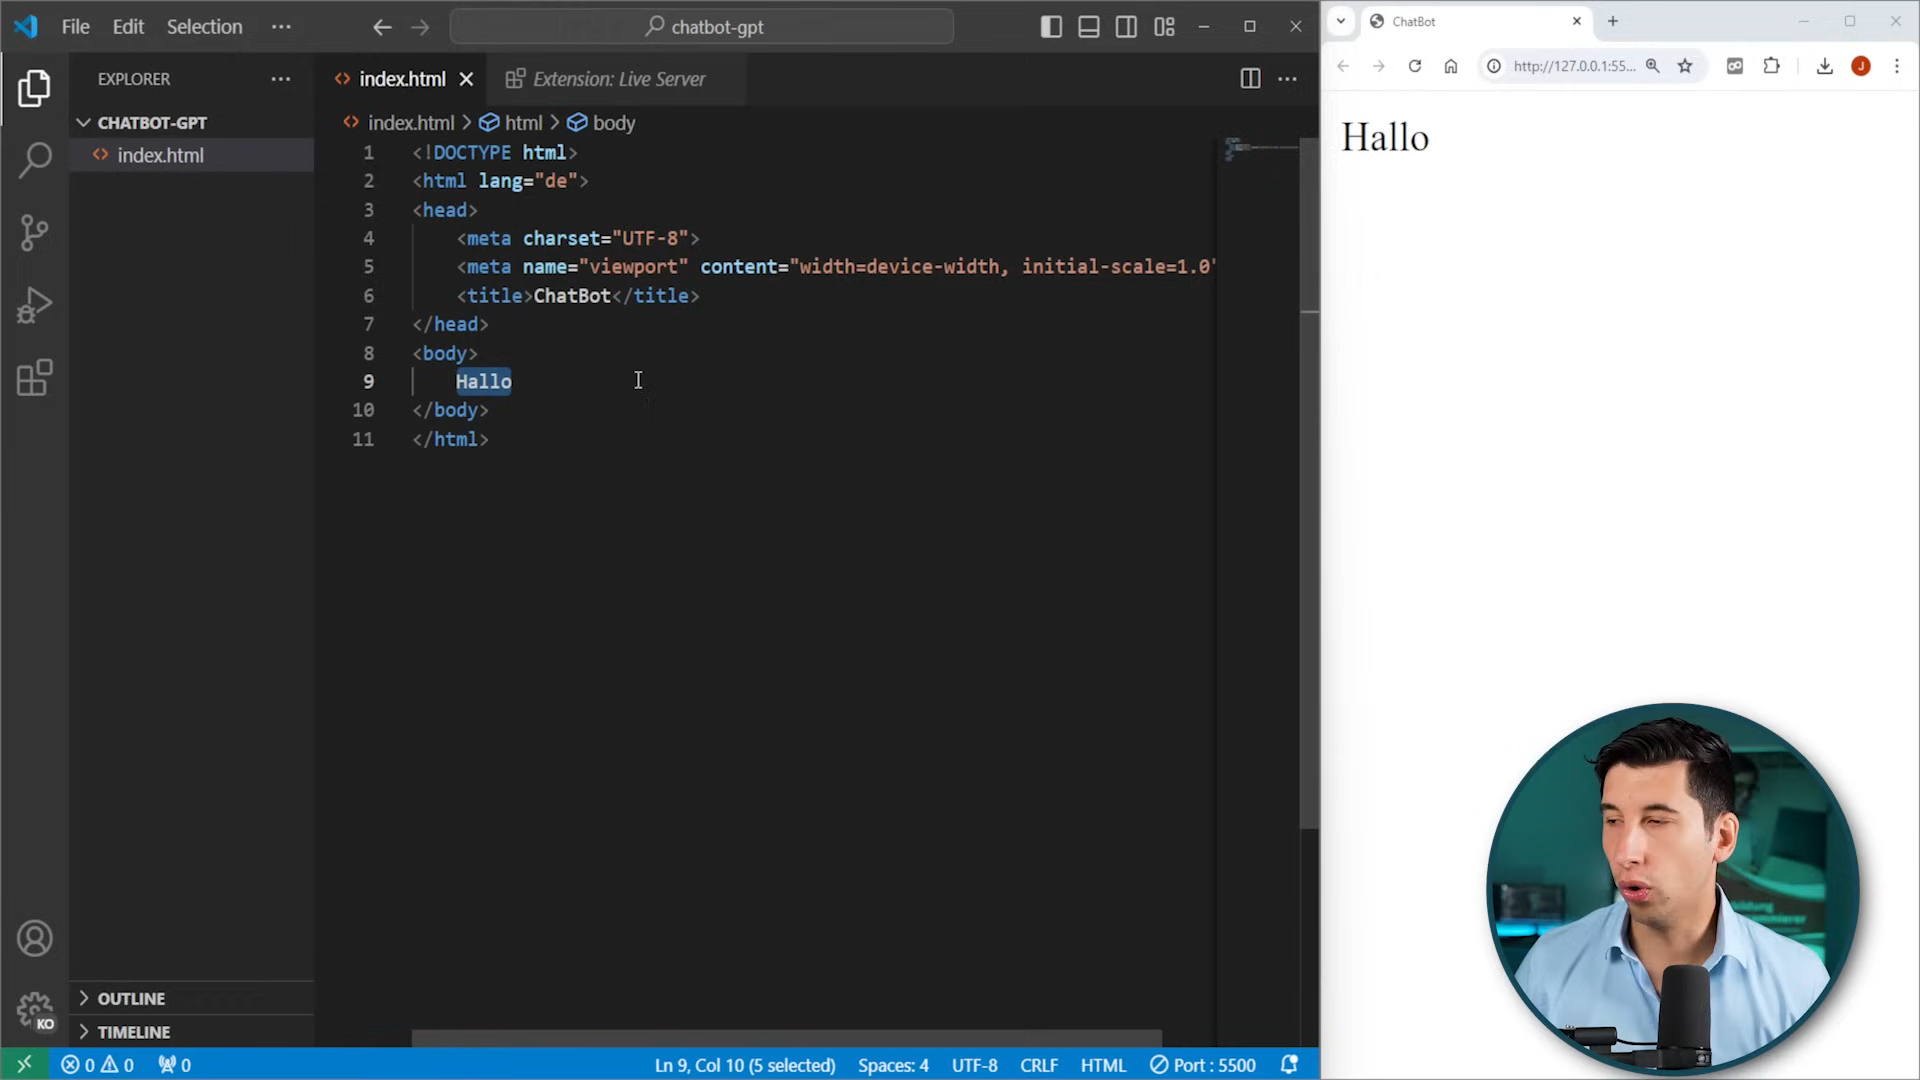 File Edit Selection ···
chatbot-gpt
EXPLORER ···
CHATBOT-GPT
index.html
index.html
Extension: Live Server
index.html > html > body
1 <!DOCTYPE html>
2 <html lang="de">
3 <head>
4 <meta charset="UTF-8">
5 <meta name="viewport" content="width=device-width, initial-scale=1.0"
6 <title>ChatBot</title>
7 </head>
8 <body>
9 Hallo
10 </body>
11 </html>
OUTLINE
TIMELINE
KO
0 0 0
Ln 9, Col 10 (5 selected) Spaces: 4 UTF-8 CRLF HTML Port : 5500
ChatBot
http://127.0.0.1:55...
J
Hallo